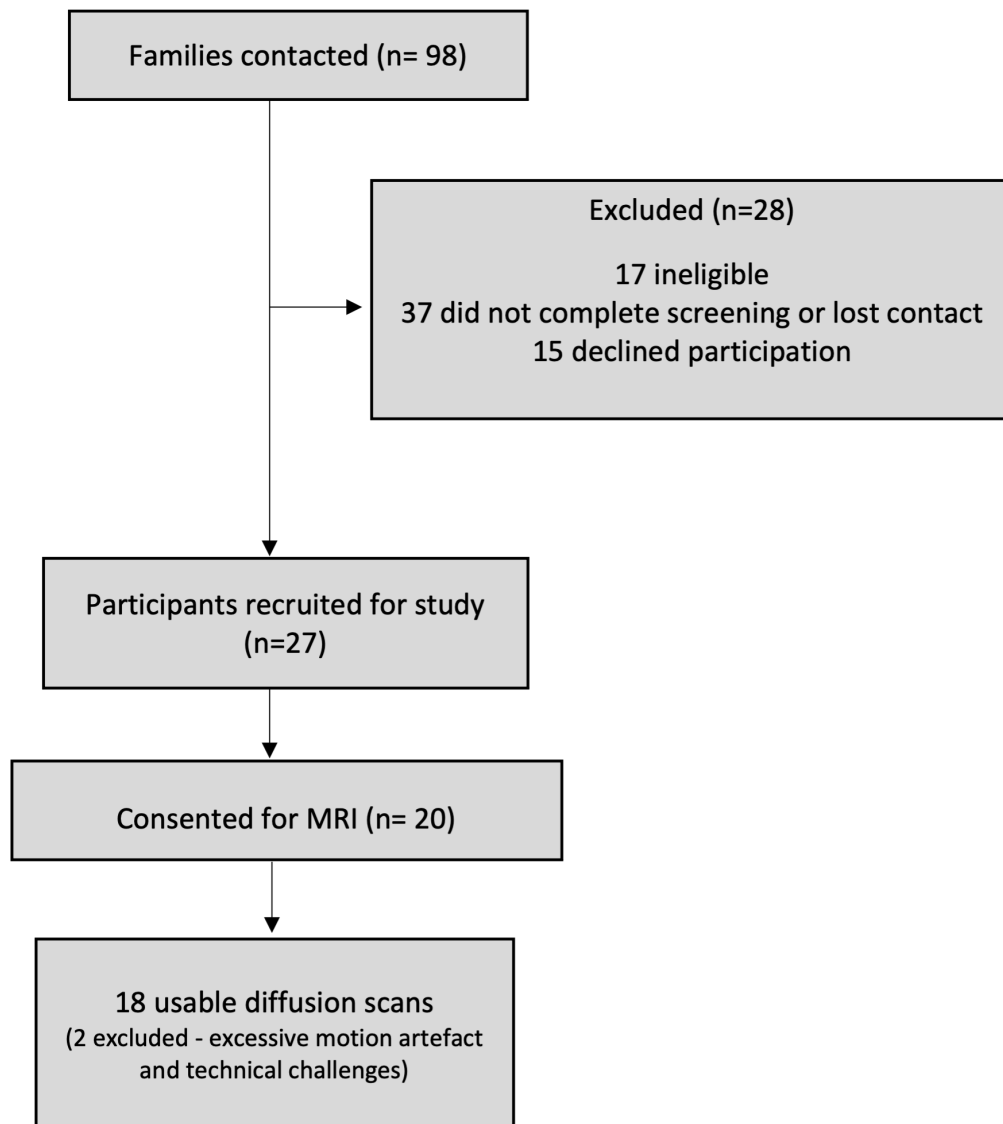 Families contacted (n= 98)
Excluded (n=28)
17 ineligible
37 did not complete screening or lost contact
15 declined participation
Participants recruited for study
(n=27)
Consented for MRI (n= 20)
18 usable diffusion scans
(2 excluded - excessive motion artefact
and technical challenges)